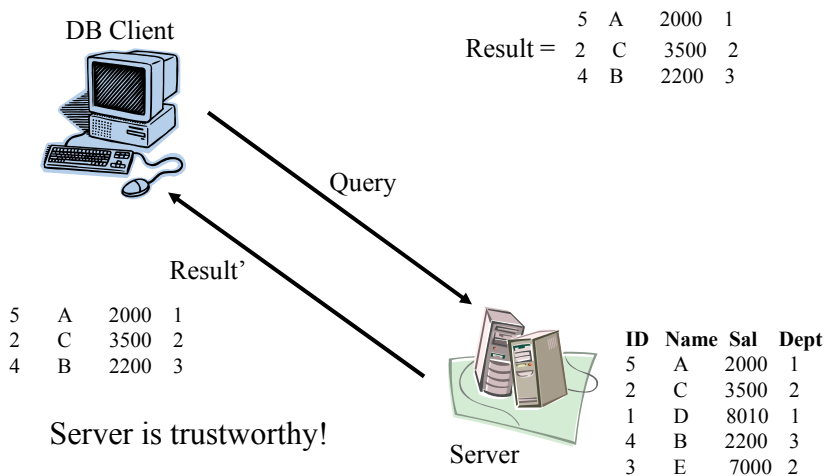 DB Client
5 A 2000 1
Result = 2 C 3500 2
4 B 2200 3
Query
Result’
5 A 2000 1
2 C 3500 2
4 B 2200 3
Server is trustworthy!
Server
ID Name Sal Dept
5 A 2000 1
2 C 3500 2
1 D 8010 1
4 B 2200 3
3 E 7000 2